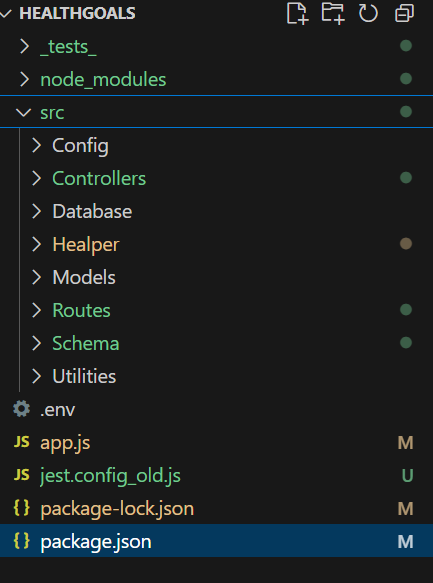 HEALTHGOALS
_tests_
node_modules
src
Config
Controllers
Database
Healper
Models
Routes
Schema
Utilities
.env
JS app.js M
JS jest.config_old.js U
{} package-lock.json M
{} package.json M